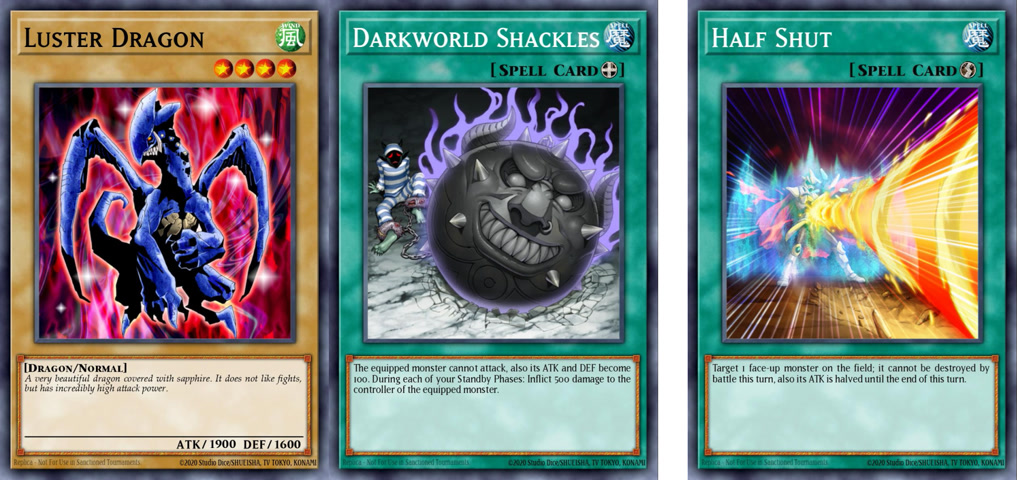 LUSTER DRAGON
WIND
風
[DRAGON/NORMAL]
A very beautiful dragon covered with sapphire. It does not like fights,
but has incredibly high attack power.
ATK/1900 DEF/1600
Replica - Not For Use in Sanctioned Tournaments
©2020 Studio Dice/SHUEISHA, TV TOKYO, KONAMI
DARKWORLD SHACKLES
魔
[SPELL CARD]
The equipped monster cannot attack, also its ATK and DEF become
100. During each of your Standby Phases: Inflict 500 damage to the
controller of the equipped monster.
Replica - Not For Use in Sanctioned Tournaments
©2020 Studio Dice/SHUEISHA, TV TOKYO, KONAMI
HALF SHUT
魔
[SPELL CARD]
Target 1 face-up monster on the field; it cannot be destroyed by
battle this turn, also its ATK is halved until the end of this turn.
Replica - Not For Use in Sanctioned Tournaments
©2020 Studio Dice/SHUEISHA, TV TOKYO, KONAMI